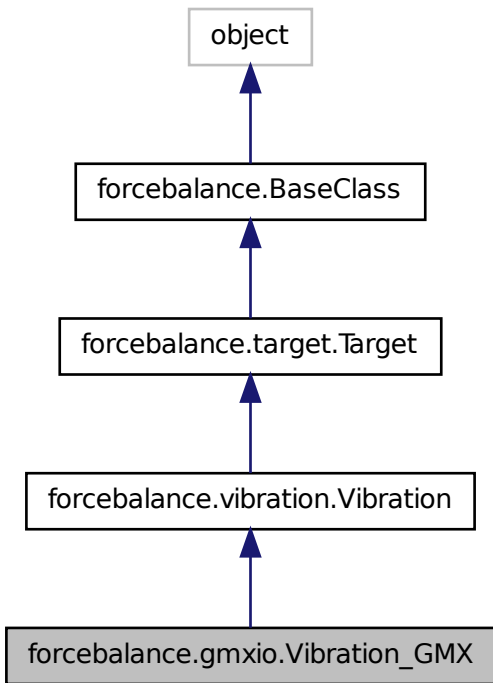 object
forcebalance.BaseClass
forcebalance.target.Target
forcebalance.vibration.Vibration
forcebalance.gmxio.Vibration_GMX